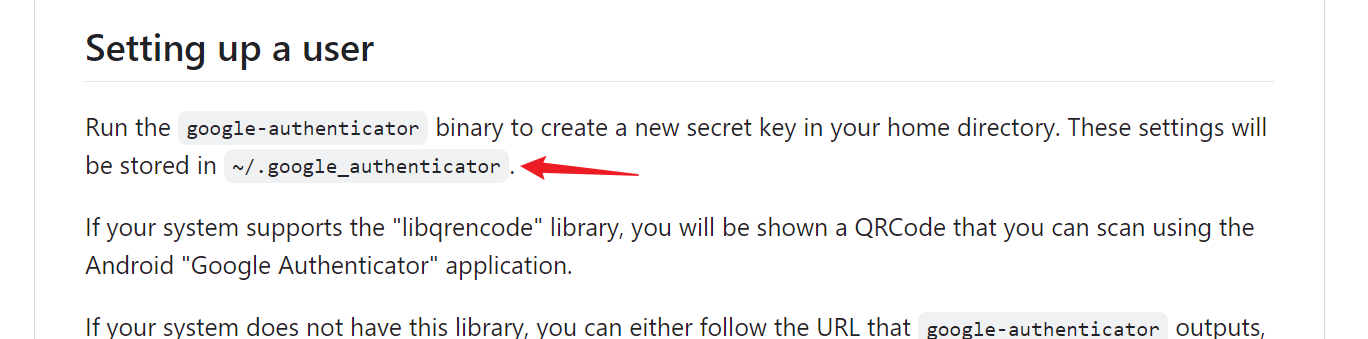 Setting up a user
Run the google-authenticator binary to create a new secret key in your home directory. These settings will
be stored in ~/.google_authenticator.
If your system supports the "libqrencode" library, you will be shown a QRCode that you can scan using the
Android "Google Authenticator" application.
If your system does not have this library, you can either follow the URL that google-authenticator outputs,